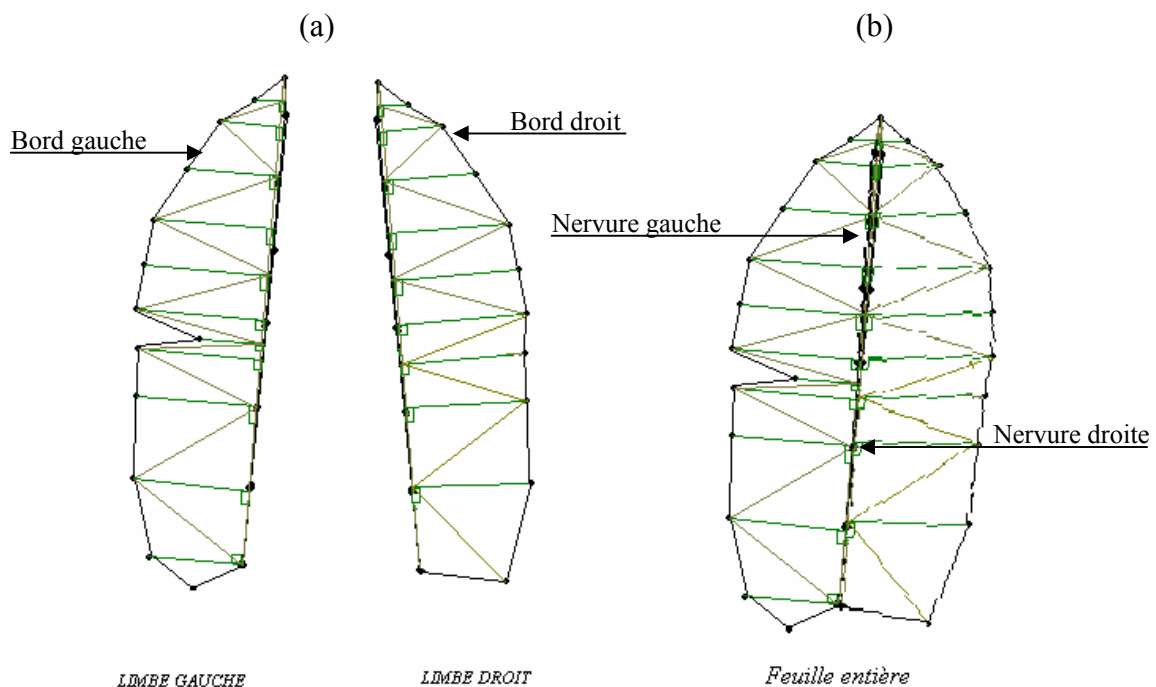 (a)
(b)
Bord gauche
Bord droit
Nervure gauche
Nervure droite
LIMBE GAUCHE
LIMBE DROIT
Feuille entière